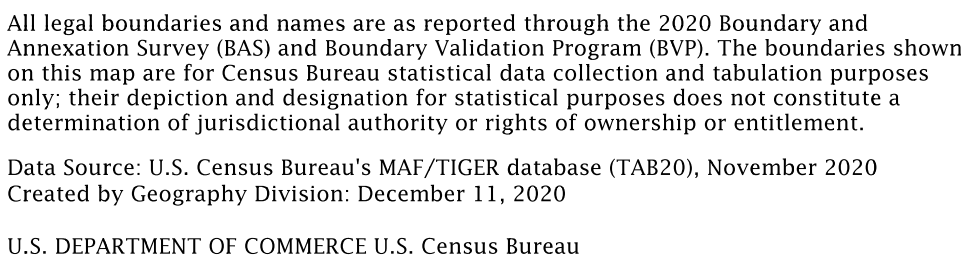 All legal boundaries and names are as reported through the 2020 Boundary and
Annexation Survey (BAS) and Boundary Validation Program (BVP). The boundaries shown
on this map are for Census Bureau statistical data collection and tabulation purposes
only; their depiction and designation for statistical purposes does not constitute a
determination of jurisdictional authority or rights of ownership or entitlement.
Data Source: U.S. Census Bureau's MAF/TIGER database (TAB20), November 2020
Created by Geography Division: December 11, 2020
U.S. DEPARTMENT OF COMMERCE U.S. Census Bureau